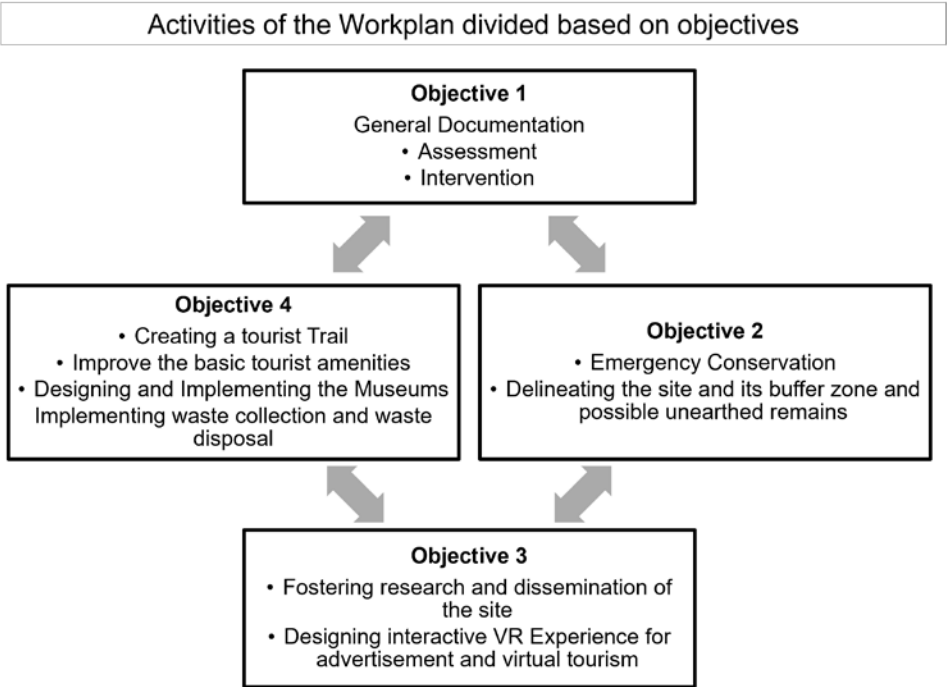 Activities of the Workplan divided based on objectives
Objective 1
General Documentation
• Assessment
• Intervention
Objective 4
• Creating a tourist Trail
• Improve the basic tourist amenities
• Designing and Implementing the Museums
Implementing waste collection and waste
disposal
Objective 2
• Emergency Conservation
• Delineating the site and its buffer zone and
possible unearthed remains
Objective 3
• Fostering research and dissemination of
the site
• Designing interactive VR Experience for
advertisement and virtual tourism